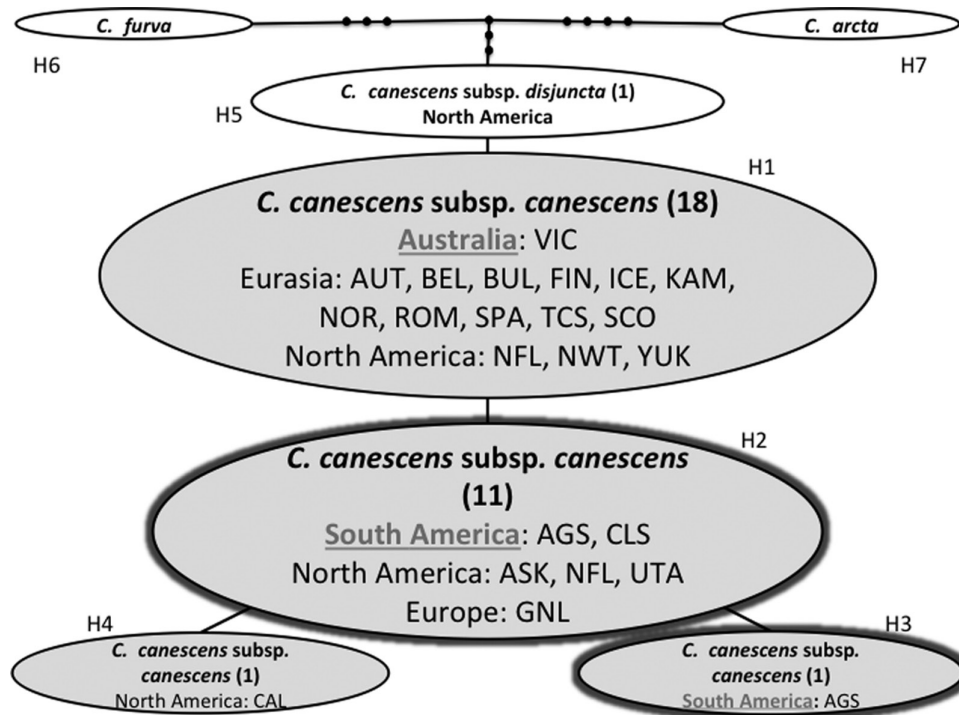 C. furva
C. arcta
H6
H7
C. canescens subsp. disjuncta (1)
North America
H5
H1
C. canescens subsp. canescens (18)
Australia: VIC
Eurasia: AUT, BEL, BUL, FIN, ICE, KAM,
NOR, ROM, SPA, TCS, SCO
North America: NFL, NWT, YUK
H2
C. canescens subsp. canescens
(11)
South America: AGS, CLS
North America: ASK, NFL, UTA
Europe: GNL
H4
C. canescens subsp.
canescens (1)
North America: CAL
H3
C. canescens subsp.
canescens (1)
South America: AGS